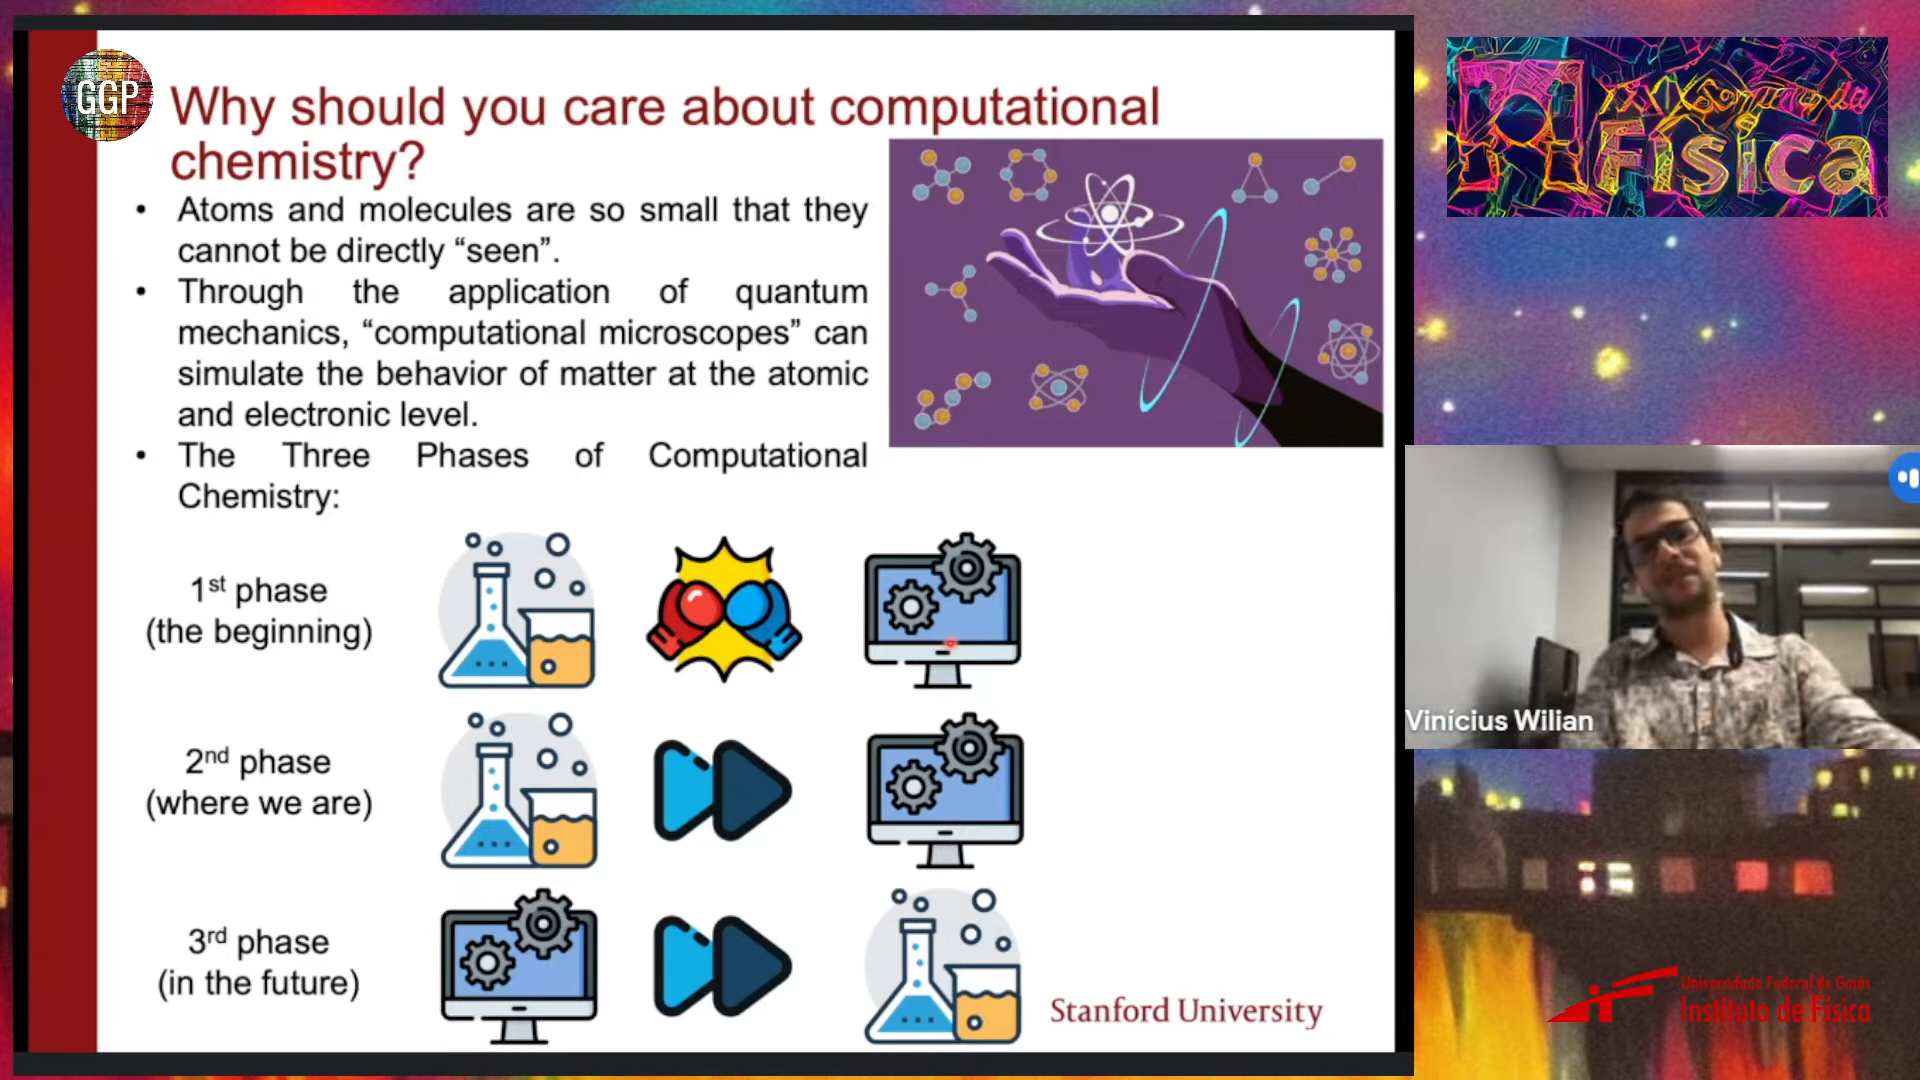 GGP
Why should you care about computational
chemistry?
• Atoms and molecules are so small that they
cannot be directly “seen”.
• Through the application of quantum
mechanics, “computational microscopes” can
simulate the behavior of matter at the atomic
and electronic level.
• The Three Phases of Computational
Chemistry:
1st phase
(the beginning)
2nd phase
(where we are)
3rd phase
(in the future)
Stanford University
Física
Vinícius Wilian
Universidade Federal de Goiás
Instituto de Física